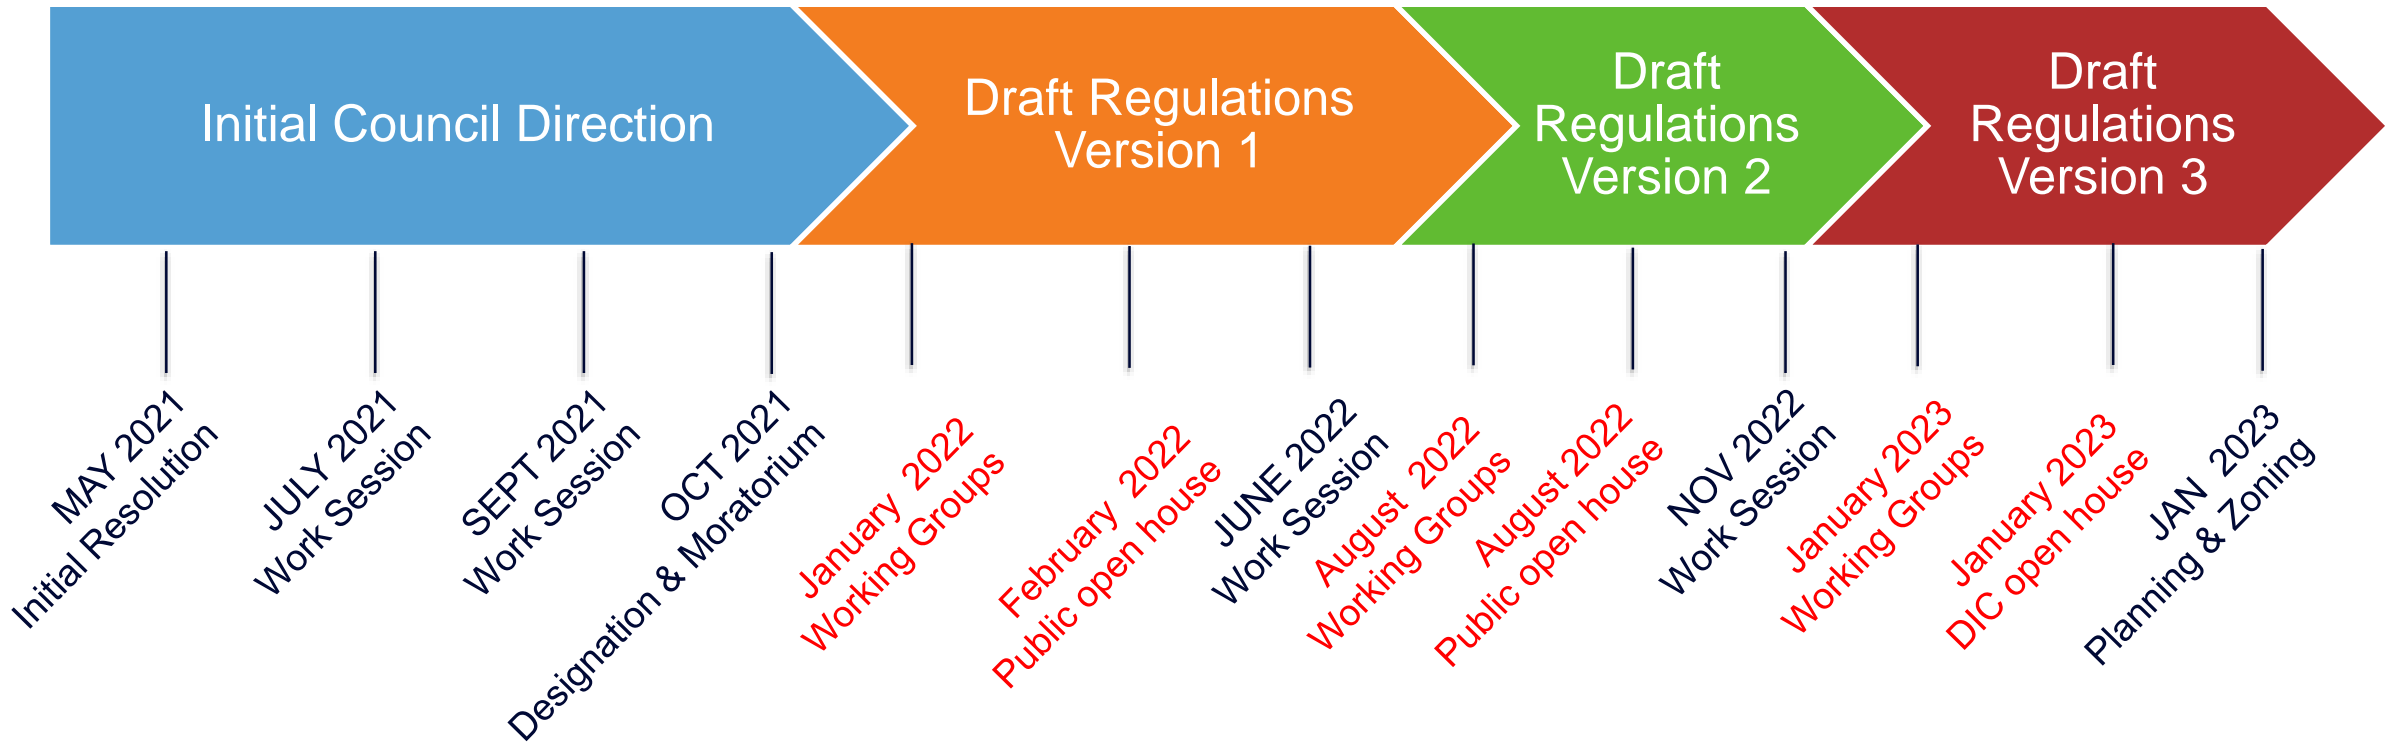 Initial Council Direction
Draft Regulations
Version 1
Draft
Regulations
Version 2
Draft
Regulations
Version 3
MAY 2021
Initial Resolution
JULY 2021
Work Session
SEPT 2021
Work Session
OCT 2021
Designation & Moratorium
January 2022
Working Groups
February 2022
Public open house
JUNE 2022
Work Session
August 2022
Working Groups
August 2022
Public open house
NOV 2022
Work Session
January 2023
Working Groups
January 2023
DIC open house
JAN 2023
Planning & Zoning